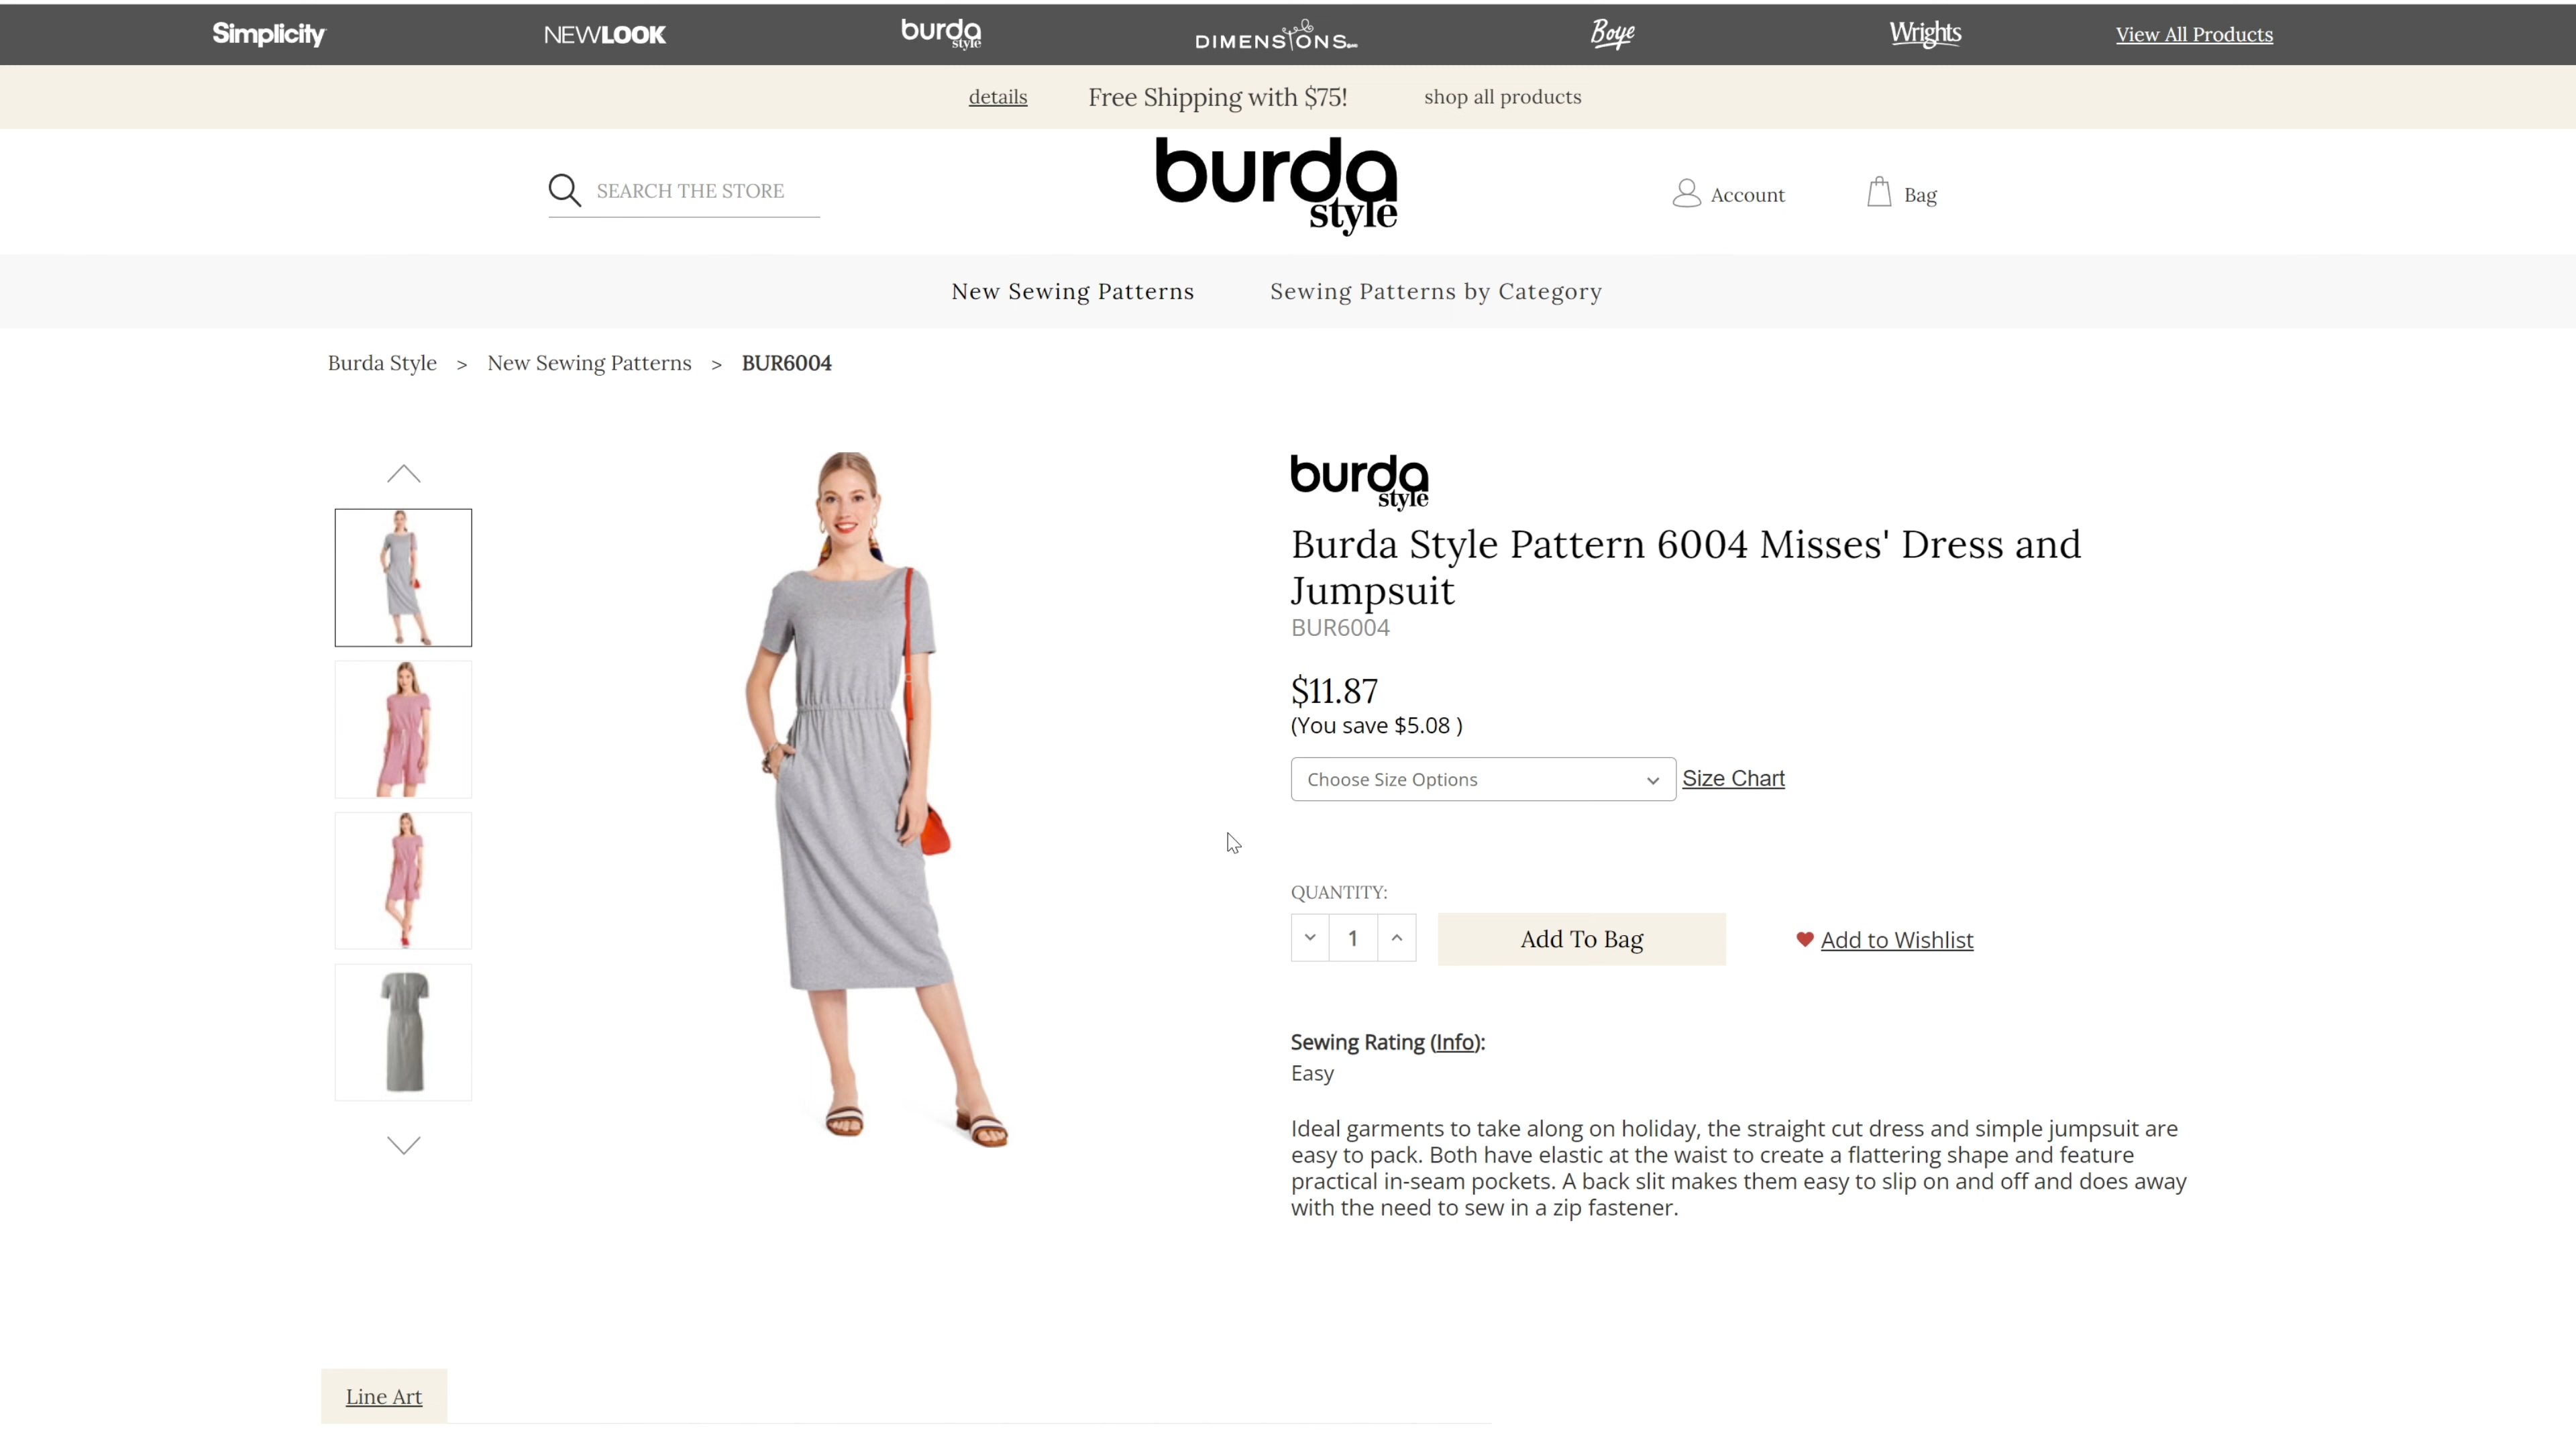 Simplicity
NEWLOOK
burda style
DIMENSIONS
Boye
Wrights
View All Products
details
Free Shipping with $75!
shop all products
SEARCH THE STORE
burda style
Account
Bag
New Sewing Patterns
Sewing Patterns by Category
Burda Style > New Sewing Patterns > BUR6004
burda style
Burda Style Pattern 6004 Misses' Dress and
Jumpsuit
BUR6004
$11.87
(You save $5.08 )
Choose Size Options
Size Chart
QUANTITY:
1
Add To Bag
Add to Wishlist
Sewing Rating (Info):
Easy
Ideal garments to take along on holiday, the straight cut dress and simple jumpsuit are
easy to pack. Both have elastic at the waist to create a flattering shape and feature
practical in-seam pockets. A back slit makes them easy to slip on and off and does away
with the need to sew in a zip fastener.
Line Art